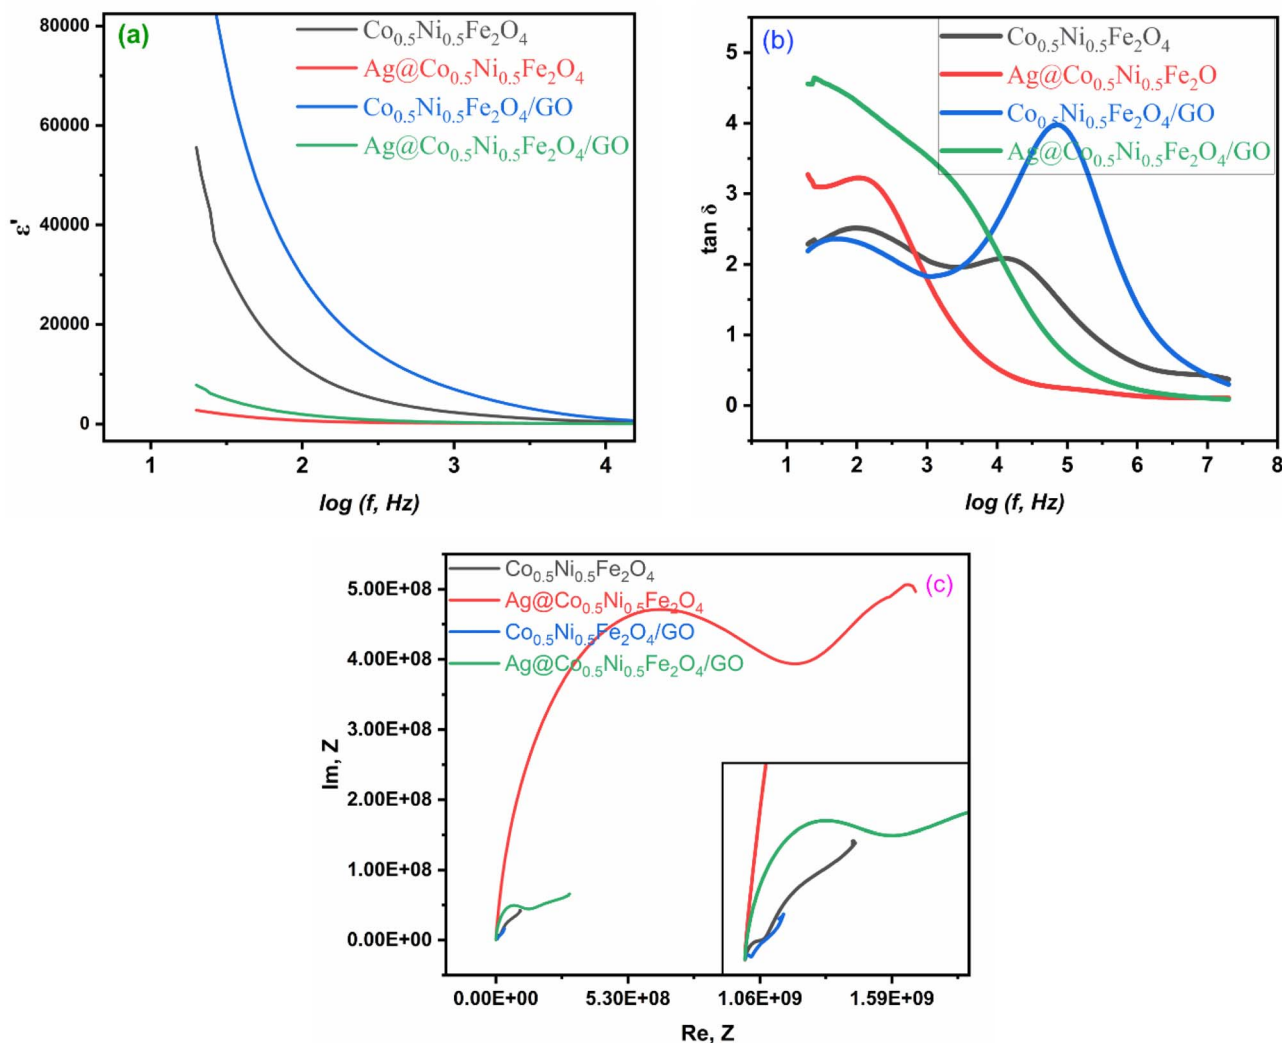 (a)
Co0.5Ni0.5Fe2O4
Ag@Co0.5Ni0.5Fe2O4
Co0.5Ni0.5Fe2O4/GO
Ag@Co0.5Ni0.5Fe2O4/GO
80000
60000
40000
20000
0
ε'
1
2
3
4
log (f, Hz)
(b)
Co0.5Ni0.5Fe2O4
Ag@Co0.5Ni0.5Fe2O
Co0.5Ni0.5Fe2O4/GO
Ag@Co0.5Ni0.5Fe2O4/GO
5
4
3
2
1
0
tan δ
1
2
3
4
5
6
7
8
log (f, Hz)
(c)
Co0.5Ni0.5Fe2O4
Ag@Co0.5Ni0.5Fe2O4
Co0.5Ni0.5Fe2O4/GO
Ag@Co0.5Ni0.5Fe2O4/GO
5.00E+08
4.00E+08
3.00E+08
2.00E+08
1.00E+08
0.00E+00
Im, Z
0.00E+00
5.30E+08
1.06E+09
1.59E+09
Re, Z